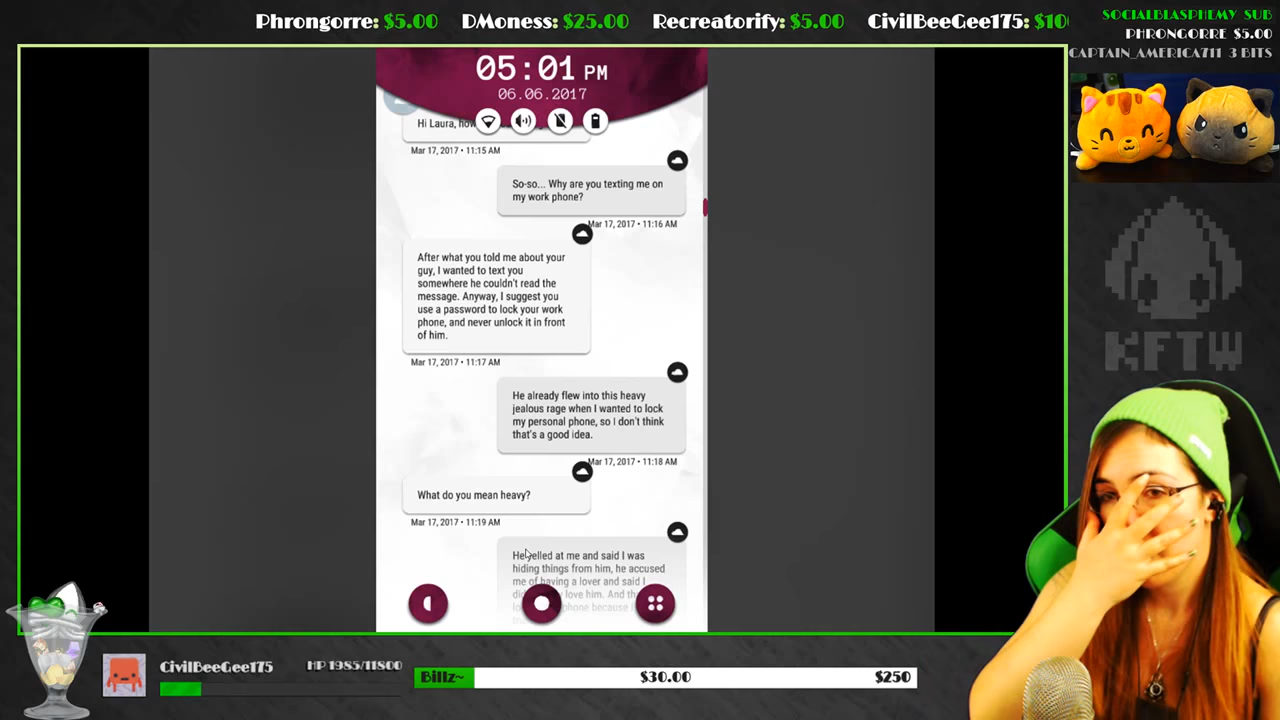 Phrongorre: $5.00 DMoness: $25.00 Recreatorify: $5.00 CivilBeeGee175: $10
SOCIALBLASPHEMY SUB
PHRONGORRE $5.00
CAPTAIN_AMERICA711 3 BITS
05:01 PM
06.06.2017
Hi Laura, how
Mar 17, 2017 • 11:15 AM
So-so... Why are you texting me on
my work phone?
Mar 17, 2017 • 11:16 AM
After what you told me about your
guy, I wanted to text you
somewhere he couldn't read the
message. Anyway, I suggest you
use a password to lock your work
phone, and never unlock it in front
of him.
Mar 17, 2017 • 11:17 AM
He already flew into this heavy
jealous rage when I wanted to lock
my personal phone, so I don't think
that's a good idea.
Mar 17, 2017 • 11:18 AM
What do you mean heavy?
Mar 17, 2017 • 11:19 AM
He yelled at me and said I was
hiding things from him, he accused
me of having a lover and said I
love him. And
phone because
KFTW
CivilBeeGee175 HP 1985/11800
Billz~ $30.00 $250